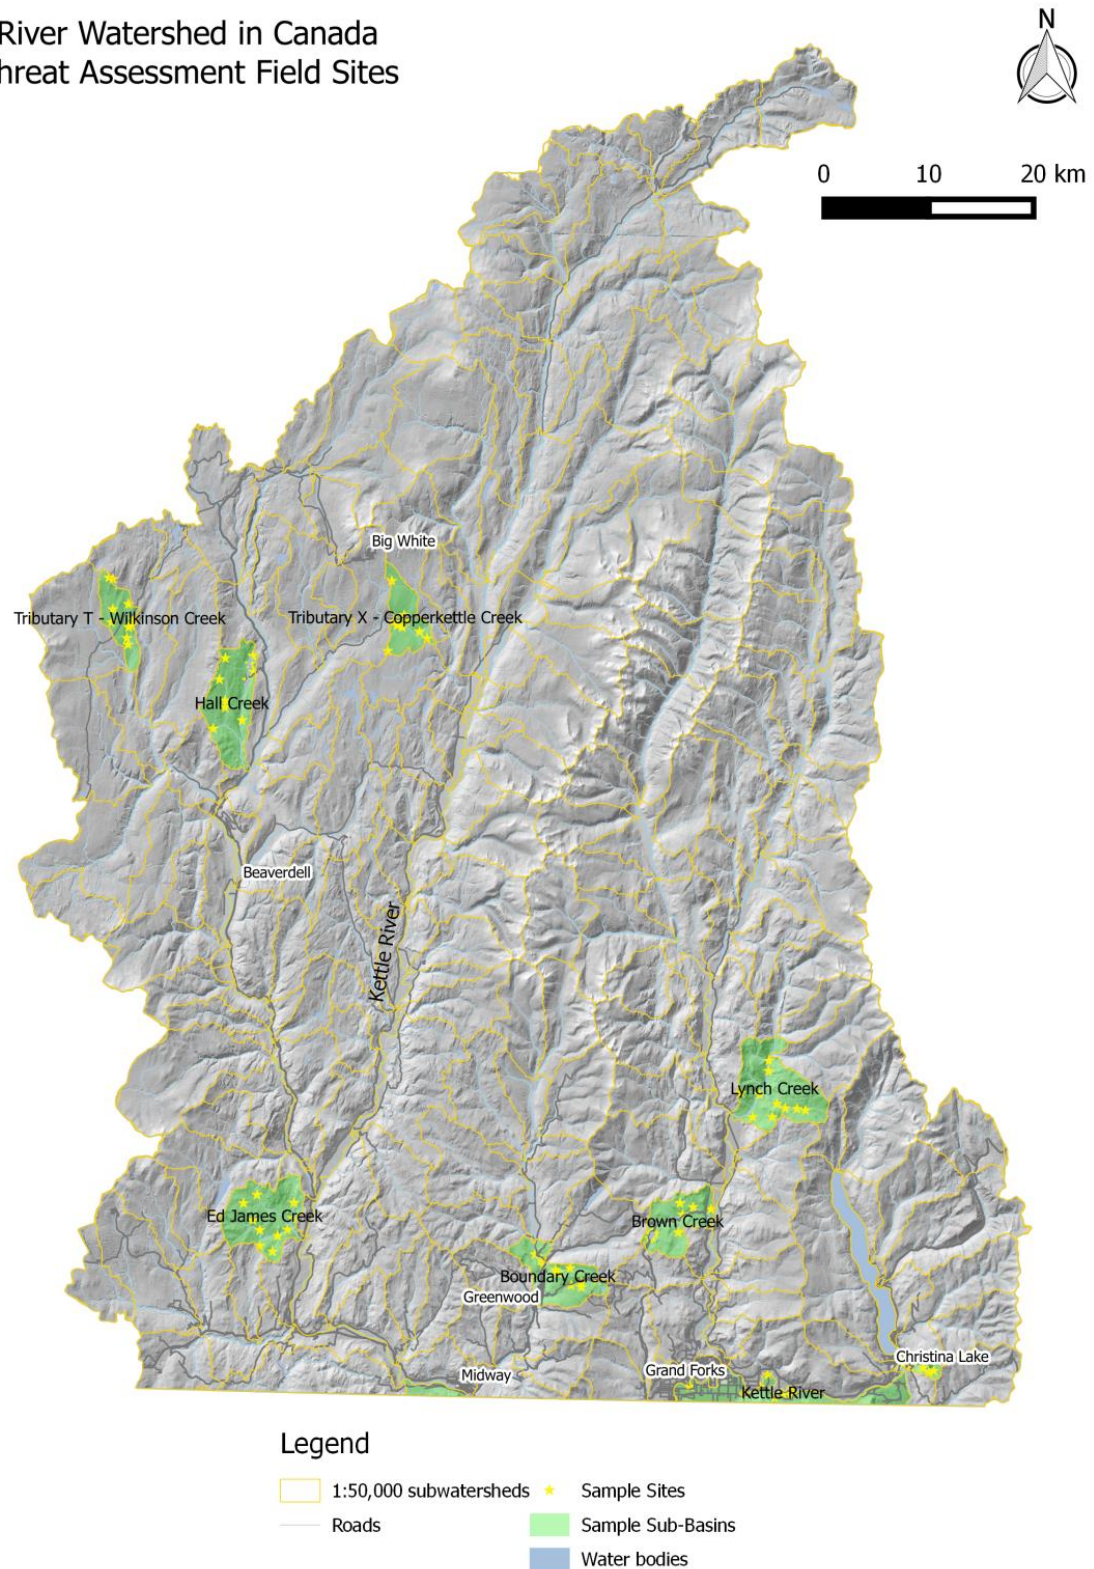 River Watershed in Canada
hreat Assessment Field Sites
N
0 10 20 km
Big White
Tributary T - Wilkinson Creek
Tributary X - Copperkettle Creek
Hall Creek
Beaverdell
Kettle River
Lynch Creek
Ed James Creek
Brown Creek
Boundary Creek
Greenwood
Christina Lake
Midway
Grand Forks
Kettle River
Legend
1:50,000 subwatersheds
Sample Sites
Roads
Sample Sub-Basins
Water bodies